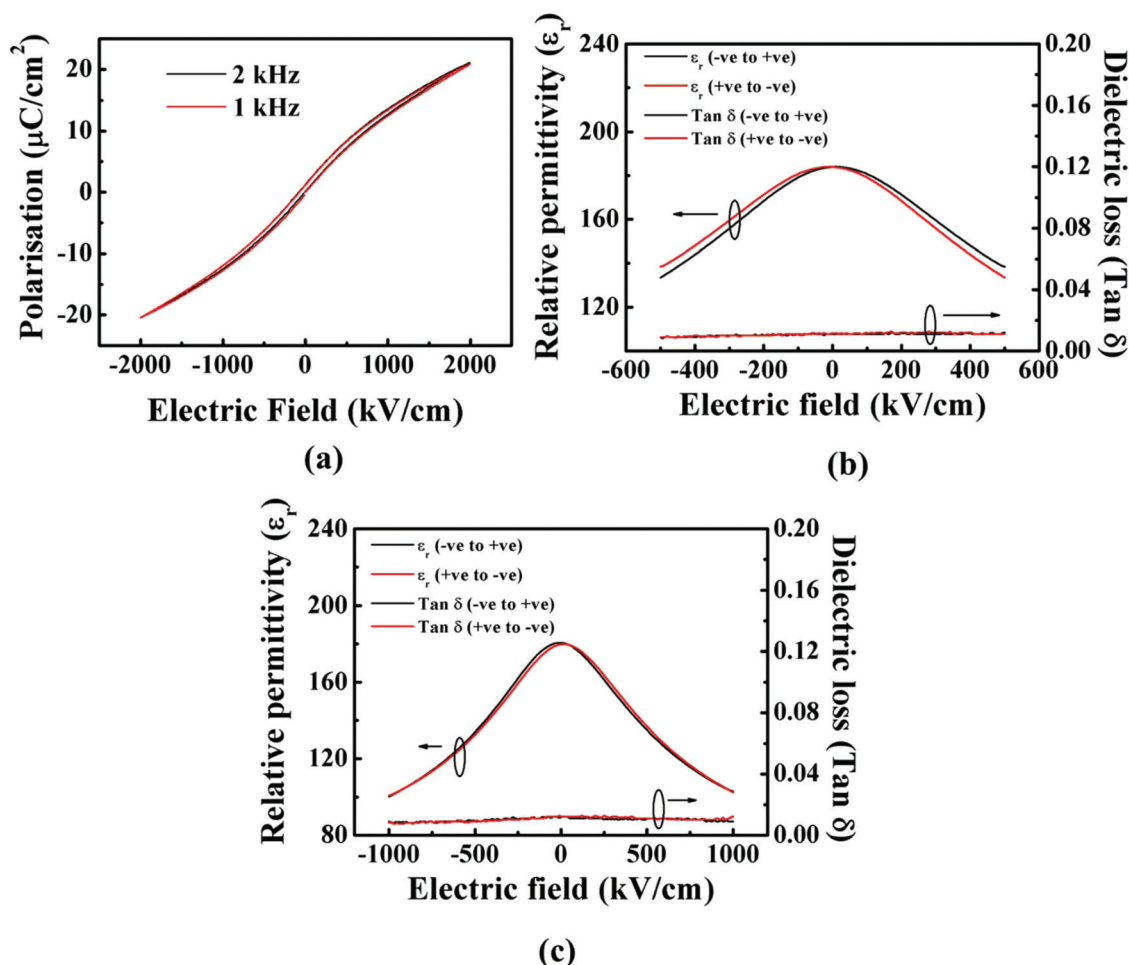 Polarisation (μC/cm²)
20
10
0
-10
-20
2 kHz
1 kHz
-2000 -1000 0 1000 2000
Electric Field (kV/cm)
(a)
Relative permittivity (εr)
240
200
160
120
εr (-ve to +ve)
εr (+ve to -ve)
Tan δ (-ve to +ve)
Tan δ (+ve to -ve)
0.20
0.16
0.12
0.08
0.04
0.00
Dielectric loss (Tan δ)
-600 -400 -200 0 200 400 600
Electric field (kV/cm)
(b)
Relative permittivity (εr)
240
220
200
180
160
140
120
100
80
εr (-ve to +ve)
εr (+ve to -ve)
Tan δ (-ve to +ve)
Tan δ (+ve to -ve)
0.20
0.16
0.12
0.08
0.04
0.00
Dielectric loss (Tan δ)
-1000 -500 0 500 1000
Electric field (kV/cm)
(c)